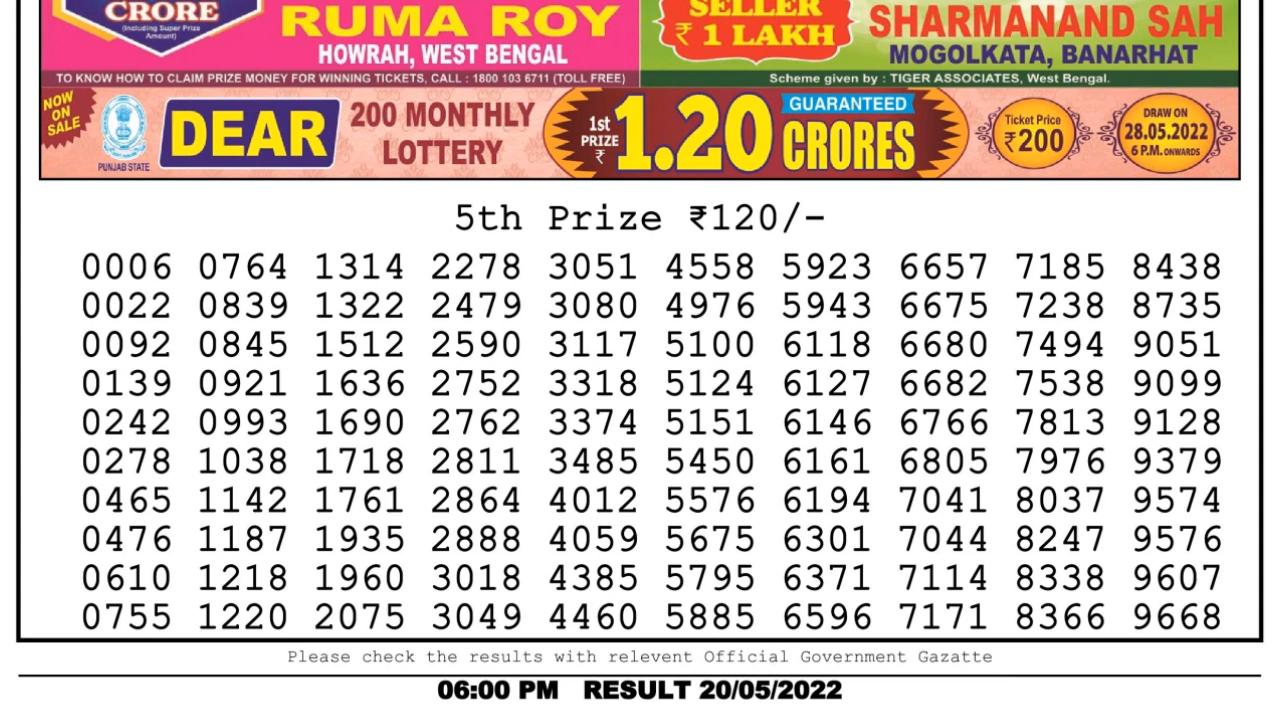 CRORE
(Including Super Prize
Amount)
RUMA ROY
HOWRAH, WEST BENGAL
SELLER
₹ 1 LAKH
SHARMANAND SAH
MOGOLKATA, BANARHAT
TO KNOW HOW TO CLAIM PRIZE MONEY FOR WINNING TICKETS, CALL : 1800 103 6711 (TOLL FREE)
Scheme given by : TIGER ASSOCIATES, West Bengal.
NOW
ON
SALE
PUNJAB STATE
DEAR
200 MONTHLY
LOTTERY
1st
PRIZE
₹
1.20
GUARANTEED
CRORES
Ticket Price
₹200
DRAW ON
28.05.2022
6 P.M. ONWARDS
5th Prize ₹120/-
0006 0764 1314 2278 3051 4558 5923 6657 7185 8438
0022 0839 1322 2479 3080 4976 5943 6675 7238 8735
0092 0845 1512 2590 3117 5100 6118 6680 7494 9051
0139 0921 1636 2752 3318 5124 6127 6682 7538 9099
0242 0993 1690 2762 3374 5151 6146 6766 7813 9128
0278 1038 1718 2811 3485 5450 6161 6805 7976 9379
0465 1142 1761 2864 4012 5576 6194 7041 8037 9574
0476 1187 1935 2888 4059 5675 6301 7044 8247 9576
0610 1218 1960 3018 4385 5795 6371 7114 8338 9607
0755 1220 2075 3049 4460 5885 6596 7171 8366 9668
Please check the results with relevent Official Government Gazatte
06:00 PM RESULT 20/05/2022